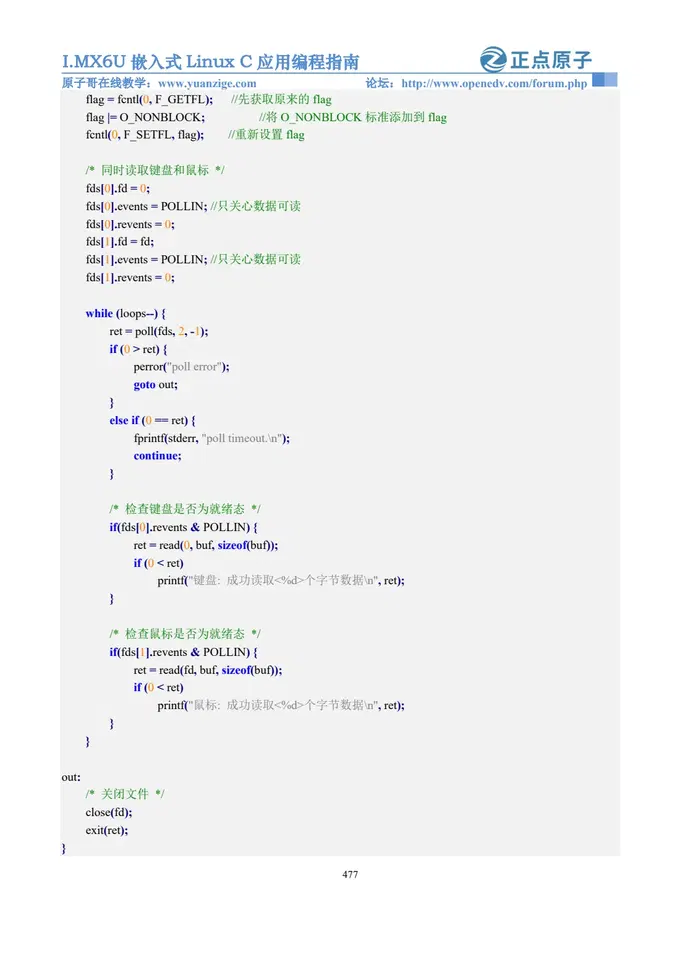 I.MX6U 嵌入式 Linux C 应用编程指南
正点原子
原子哥在线教学：www.yuanzige.com 论坛：http://www.openedv.com/forum.php
flag = fcntl(0, F_GETFL); //先获取原来的 flag
flag |= O_NONBLOCK; //将 O_NONBLOCK 标准添加到 flag
fcntl(0, F_SETFL, flag); //重新设置 flag
/* 同时读取键盘和鼠标 */
fds[0].fd = 0;
fds[0].events = POLLIN; //只关心数据可读
fds[0].revents = 0;
fds[1].fd = fd;
fds[1].events = POLLIN; //只关心数据可读
fds[1].revents = 0;
while (loops--) {
ret = poll(fds, 2, -1);
if (0 > ret) {
perror("poll error");
goto out;
}
else if (0 == ret) {
fprintf(stderr, "poll timeout.\n");
continue;
}
/* 检查键盘是否为就绪态 */
if(fds[0].revents & POLLIN) {
ret = read(0, buf, sizeof(buf));
if (0 < ret)
printf("键盘: 成功读取<%d>个字节数据\n", ret);
}
/* 检查鼠标是否为就绪态 */
if(fds[1].revents & POLLIN) {
ret = read(fd, buf, sizeof(buf));
if (0 < ret)
printf("鼠标: 成功读取<%d>个字节数据\n", ret);
}
}
out:
/* 关闭文件 */
close(fd);
exit(ret);
}
477